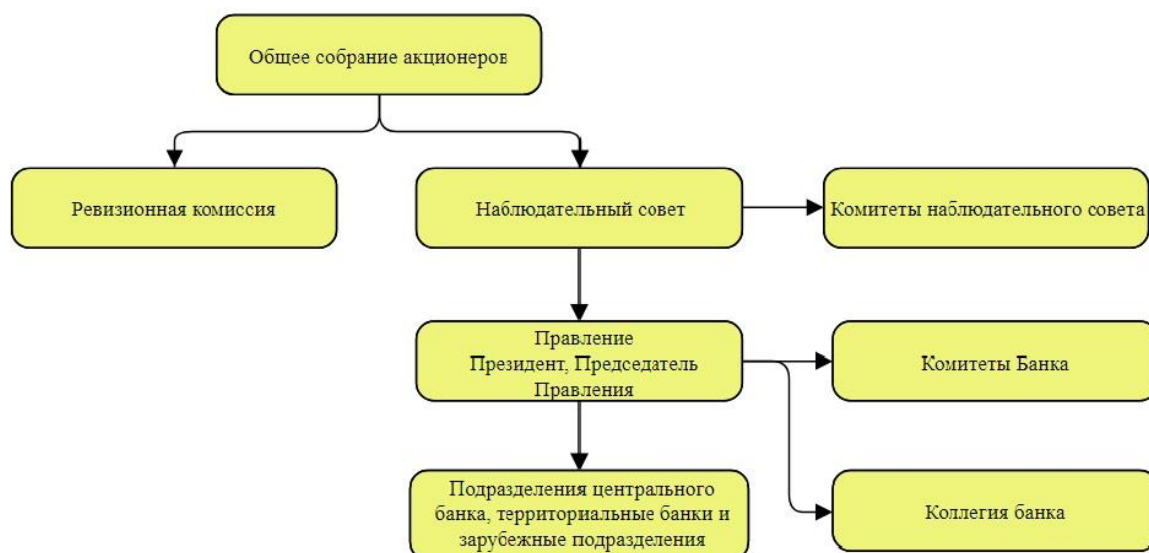 Общее собрание акционеров
Ревизионная комиссия
Наблюдательный совет
Комитеты наблюдательного совета
Правление
Президент, Председатель
Правления
Комитеты Банка
Подразделения центрального
банка, территориальные банки и
зарубежные подразделения
Коллегия банка